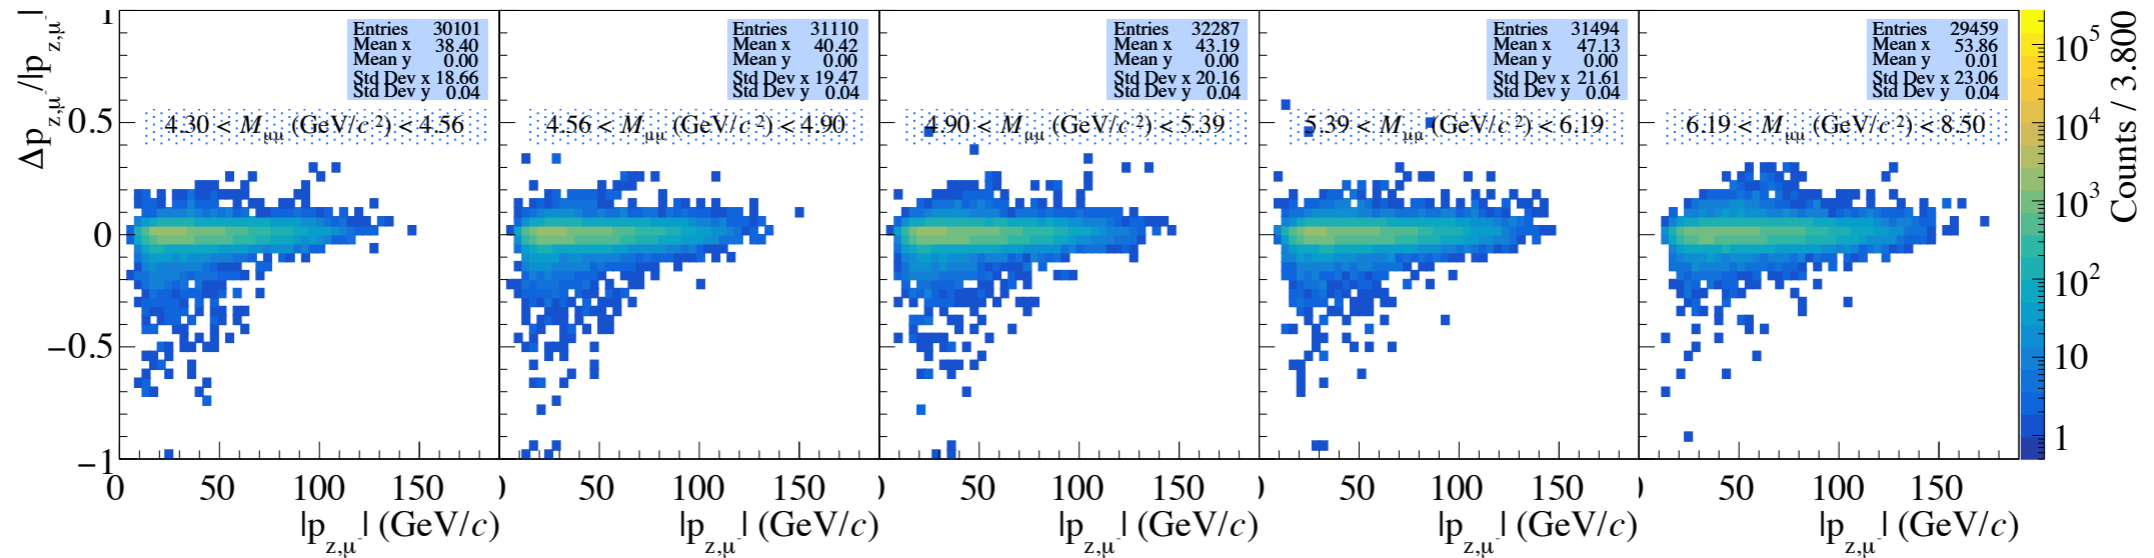 Δp_z,μ⁻/|p_z,μ⁻|
1
0.5
0
−0.5
−1
Entries 30101
Mean x 38.40
Mean y 0.00
Std Dev x 18.66
Std Dev y 0.04
4.30 < M_μμ (GeV/c²) < 4.56
0 50 100 150
|p_z,μ⁻| (GeV/c)
Entries 31110
Mean x 40.42
Mean y 0.00
Std Dev x 19.47
Std Dev y 0.04
4.56 < M_μμ (GeV/c²) < 4.90
50 100 150
|p_z,μ⁻| (GeV/c)
Entries 32287
Mean x 43.19
Mean y 0.00
Std Dev x 20.16
Std Dev y 0.04
4.90 < M_μμ (GeV/c²) < 5.39
50 100 150
|p_z,μ⁻| (GeV/c)
Entries 31494
Mean x 47.13
Mean y 0.00
Std Dev x 21.61
Std Dev y 0.04
5.39 < M_μμ (GeV/c²) < 6.19
50 100 150
|p_z,μ⁻| (GeV/c)
Entries 29459
Mean x 53.86
Mean y 0.01
Std Dev x 23.06
Std Dev y 0.04
6.19 < M_μμ (GeV/c²) < 8.50
50 100 150
|p_z,μ⁻| (GeV/c)
10⁵
10⁴
10³
10²
10
1
Counts / 3.800